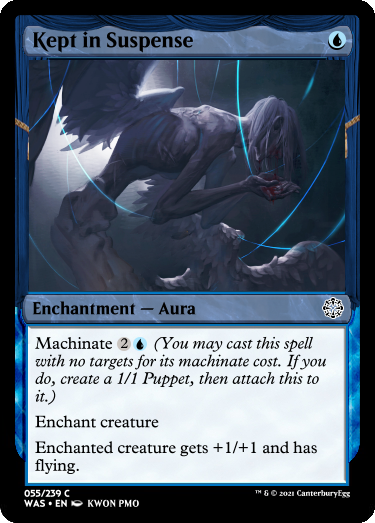 Kept in Suspense
Enchantment — Aura
Machinate 2 (You may cast this spell
with no targets for its machinate cost. If you
do, create a 1/1 Puppet, then attach this to
it.)
Enchant creature
Enchanted creature gets +1/+1 and has
flying.
055/239 C
WAS • EN KWON PMO
™ & © 2021 CanterburyEgg